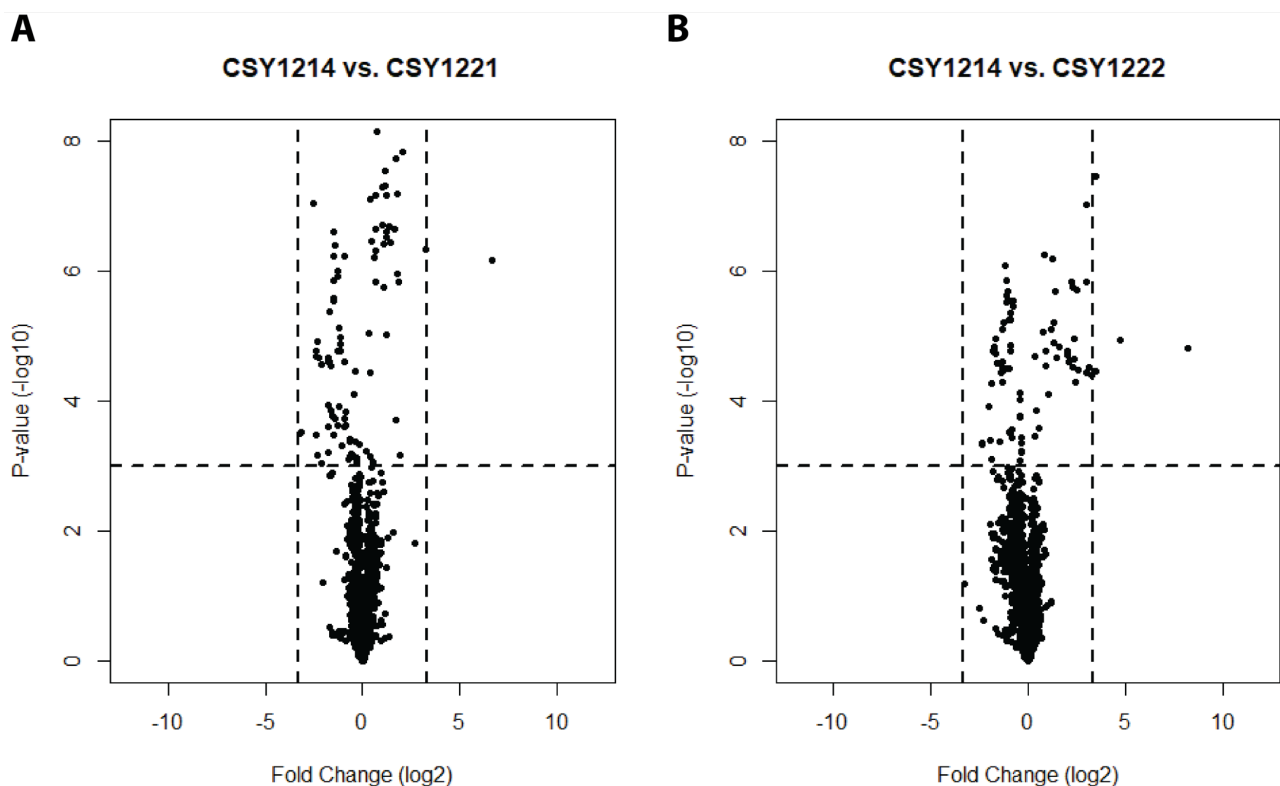 A
CSY1214 vs. CSY1221
P-value (-log10)
8
6
4
2
0
-10 -5 0 5 10
Fold Change (log2)
B
CSY1214 vs. CSY1222
P-value (-log10)
8
6
4
2
0
-10 -5 0 5 10
Fold Change (log2)